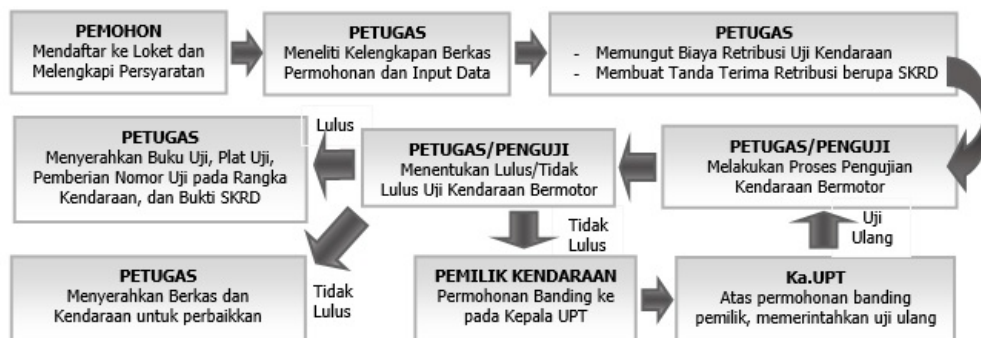 PEMOHON
Mendaftar ke Loket dan
Melengkapi Persyaratan
PETUGAS
Meneliti Kelengkapan Berkas
Permohonan dan Input Data
PETUGAS
- Memungut Biaya Retribusi Uji Kendaraan
- Membuat Tanda Terima Retribusi berupa SKRD
PETUGAS/PENGUJI
Melakukan Proses Pengujian
Kendaraan Bermotor
PETUGAS/PENGUJI
Menentukan Lulus/Tidak
Lulus Uji Kendaraan Bermotor
Lulus
PETUGAS
Menyerahkan Buku Uji, Plat Uji,
Pemberian Nomor Uji pada Rangka
Kendaraan, dan Bukti SKRD
Tidak
Lulus
PETUGAS
Menyerahkan Berkas dan
Kendaraan untuk perbaikkan
Tidak
Lulus
PEMILIK KENDARAAN
Permohonan Banding ke
pada Kepala UPT
Ka.UPT
Atas permohonan banding
pemilik, memerintahkan uji ulang
Uji
Ulang